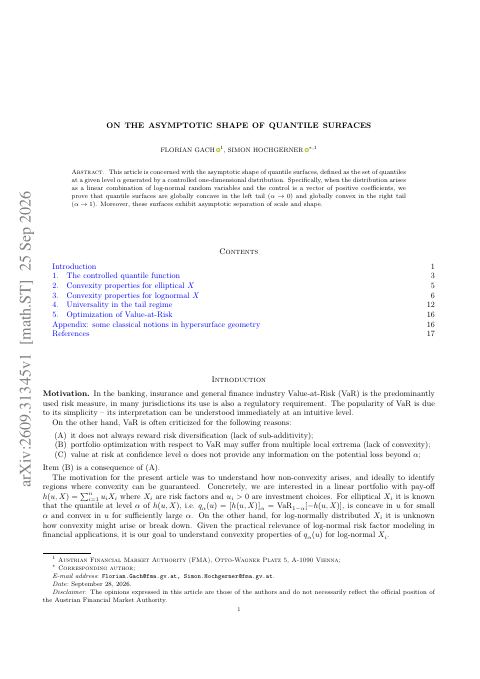 ON THE ASYMPTOTIC SHAPE OF QUANTILE SURFACES
FLORIAN GACH 1, SIMON HOCHGERNER *,1
ABSTRACT. This article is concerned with the asymptotic shape of quantile surfaces, defined as the set of quantiles
at a given level α generated by a controlled one-dimensional distribution. Specifically, when the distribution arises
as a linear combination of log-normal random variables and the control is a vector of positive coefficients, we
prove that quantile surfaces are globally concave in the left tail (α → 0) and globally convex in the right tail
(α → 1). Moreover, these surfaces exhibit asymptotic separation of scale and shape.
CONTENTS
Introduction 1
1. The controlled quantile function 3
2. Convexity properties for elliptical X 5
3. Convexity properties for lognormal X 6
4. Universality in the tail regime 12
5. Optimization of Value-at-Risk 16
Appendix: some classical notions in hypersurface geometry 16
References 17
INTRODUCTION
Motivation. In the banking, insurance and general finance industry Value-at-Risk (VaR) is the predominantly
used risk measure, in many jurisdictions its use is also a regulatory requirement. The popularity of VaR is due
to its simplicity – its interpretation can be understood immediately at an intuitive level.
On the other hand, VaR is often criticized for the following reasons:
(A) it does not always reward risk diversification (lack of sub-additivity);
(B) portfolio optimization with respect to VaR may suffer from multiple local extrema (lack of convexity);
(C) value at risk at confidence level α does not provide any information on the potential loss beyond α;
Item (B) is a consequence of (A).
The motivation for the present article was to understand how non-convexity arises, and ideally to identify
regions where convexity can be guaranteed. Concretely, we are interested in a linear portfolio with pay-off
h(u, X) = ∑ⁿᵢ₌₁ uᵢXᵢ where Xᵢ are risk factors and uᵢ > 0 are investment choices. For elliptical Xᵢ it is known
that the quantile at level α of h(u, X), i.e. qα(u) = [h(u, X)]α = VaR₁₋α[−h(u, X)], is concave in u for small
α and convex in u for sufficiently large α. On the other hand, for log-normally distributed Xᵢ it is unknown
how convexity might arise or break down. Given the practical relevance of log-normal risk factor modeling in
financial applications, it is our goal to understand convexity properties of qα(u) for log-normal Xᵢ.
1 AUSTRIAN FINANCIAL MARKET AUTHORITY (FMA), OTTO-WAGNER PLATZ 5, A-1090 VIENNA;
* CORRESPONDING AUTHOR;
E-mail address: Florian.Gach@fma.gv.at, Simon.Hochgerner@fma.gv.at.
Date: September 28, 2026.
Disclaimer: The opinions expressed in this article are those of the authors and do not necessarily reflect the official position of
the Austrian Financial Market Authority.
1
arXiv:2609.31345v1 [math.ST] 25 Sep 2026